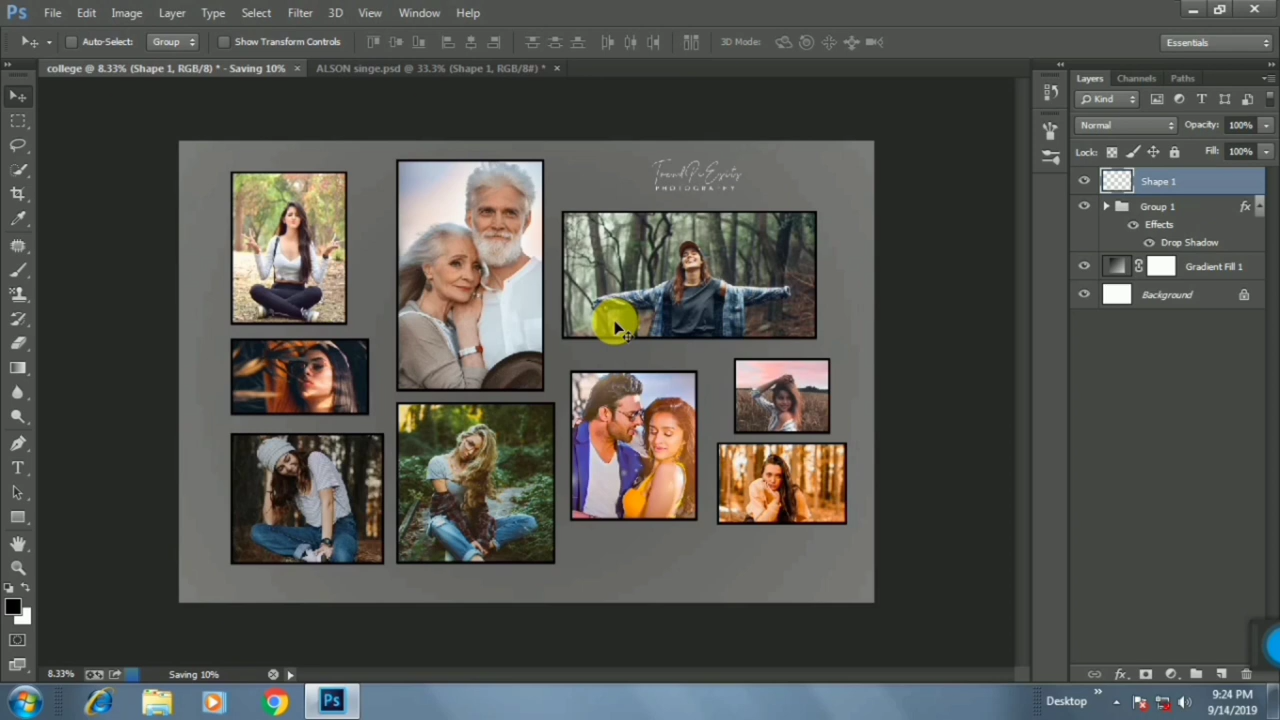 Ps File Edit Image Layer Type Select Filter 3D View Window Help
Auto-Select: Group Show Transform Controls 3D Mode: Essentials
college @ 8.33% (Shape 1, RGB/8) * - Saving 10% × ALSON singe.psd @ 33.3% (Shape 1, RGB/8#) * ×
Layers Channels Paths
Kind
Normal Opacity: 100%
Lock: Fill: 100%
Shape 1
Group 1 fx
Effects
Drop Shadow
Gradient Fill 1
Background
PHOTOGRAPHY
8.33% Saving 10%
Ps Desktop 9:24 PM
9/14/2019